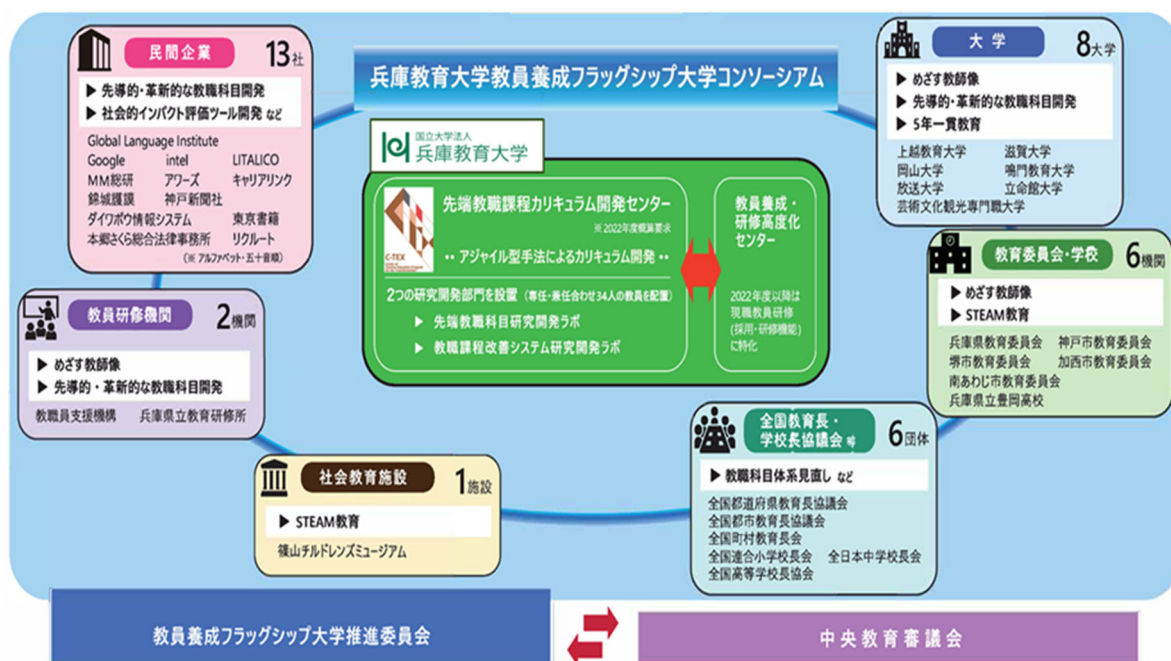 兵庫教育大学教員養成フラッグシップ大学コンソーシアム
民間企業 13社
▶ 先導的・革新的な教職科目開発
▶ 社会的インパクト評価ツール開発 など
Global Language Institute
Google intel LITALICO
MM総研 アワーズ キャリアリンク
錦城護謨 神戸新聞社
ダイワボウ情報システム 東京書籍
本郷さくら総合法律事務所 リクルート
(※ アルファベット・五十音順)
大学 8大学
▶ めざす教師像
▶ 先導的・革新的な教職科目開発
▶ 5年一貫教育
上越教育大学 滋賀大学
岡山大学 鳴門教育大学
放送大学 立命館大学
芸術文化観光専門職大学
国立大学法人
兵庫教育大学
C-TEX
先端教職課程カリキュラム開発センター
※2022年度概算要求
‥ アジャイル型手法によるカリキュラム開発 ‥
2つの研究開発部門を設置 (専任・兼任合わせ34人の教員を配置)
▶ 先端教職科目研究開発ラボ
▶ 教職課程改善システム研究開発ラボ
教員養成・
研修高度化
センター
2022年度以降は
現職教員研修
(採用・研修機能)
に特化
教員研修機関 2機関
▶ めざす教師像
▶ 先導的・革新的な教職科目開発
教職員支援機構 兵庫県立教育研修所
教育委員会・学校 6機関
▶ めざす教師像
▶ STEAM教育
兵庫県教育委員会 神戸市教育委員会
堺市教育委員会 加西市教育委員会
南あわじ市教育委員会
兵庫県立豊岡高校
社会教育施設 1施設
▶ STEAM教育
篠山チルドレンズミュージアム
全国教育長・
学校長協議会 等 6団体
▶ 教職科目体系見直し など
全国都道府県教育長協議会
全国都市教育長協議会
全国町村教育長会
全国連合小学校長会 全日本中学校長会
全国高等学校長協会
教員養成フラッグシップ大学推進委員会
中央教育審議会